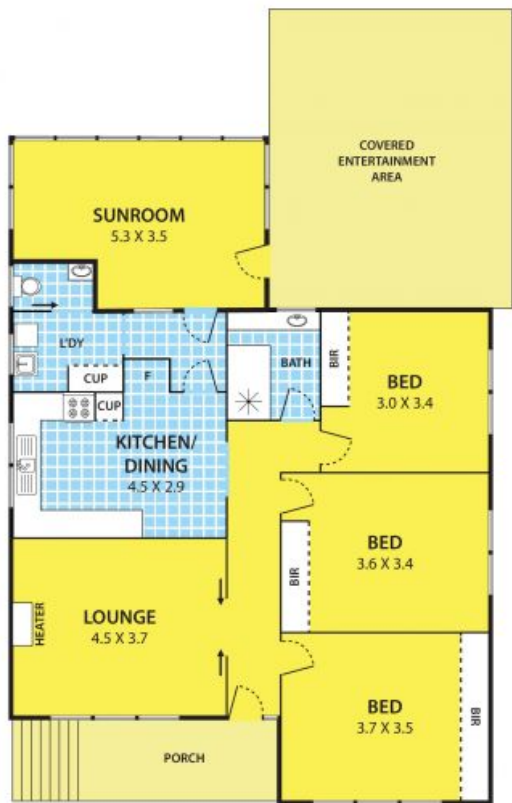 COVERED
ENTERTAINMENT
AREA
SUNROOM
5.3 X 3.5
L'DY
CUP
F
BATH
BIR
BED
3.0 X 3.4
CUP
KITCHEN/
DINING
4.5 X 2.9
BIR
BED
3.6 X 3.4
HEATER
LOUNGE
4.5 X 3.7
BED
3.7 X 3.5
BIR
PORCH